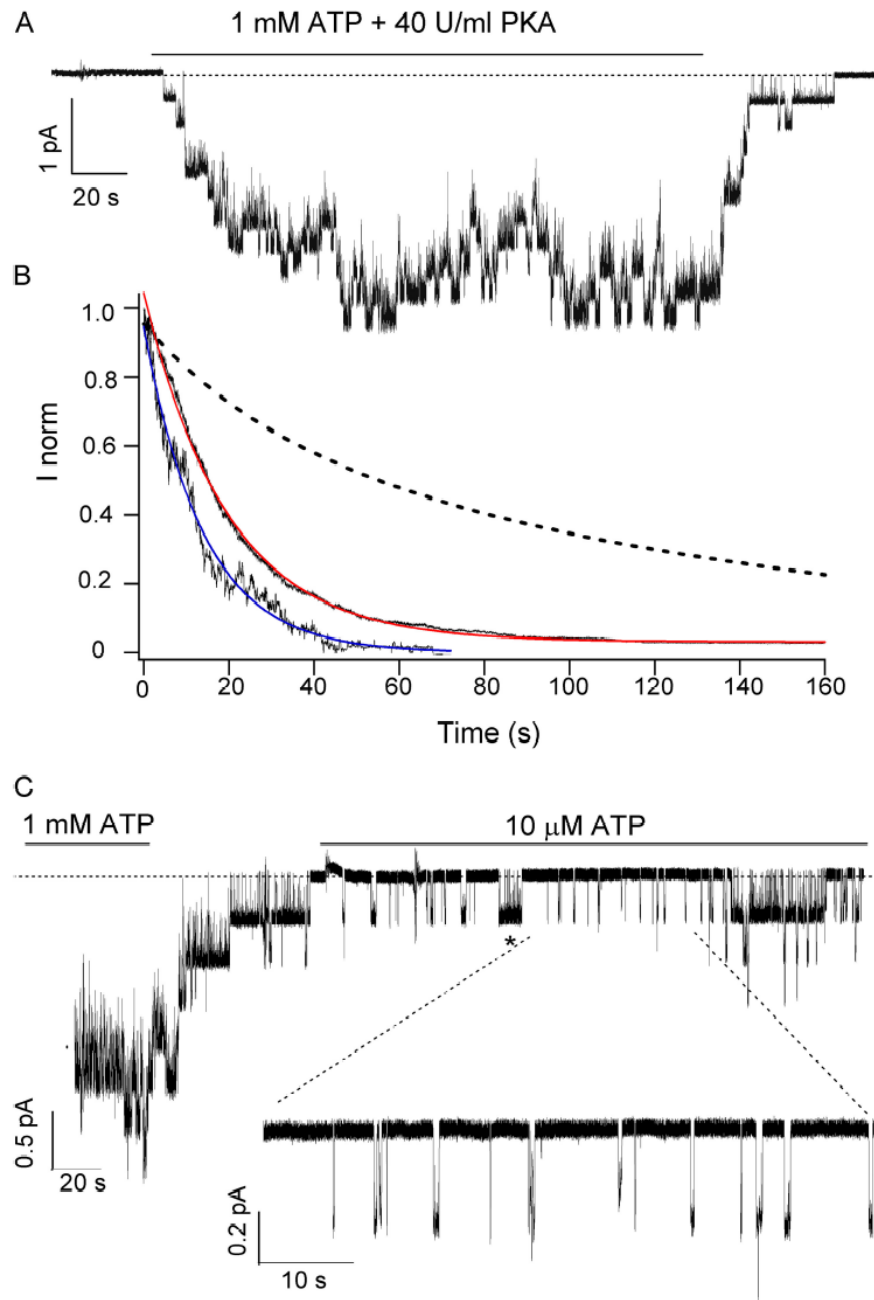 A
1 mM ATP + 40 U/ml PKA
1 pA
20 s
B
1.0
0.8
0.6
0.4
0.2
0
I norm
0 20 40 60 80 100 120 140 160
Time (s)
C
1 mM ATP
10 μM ATP
*
0.5 pA
20 s
0.2 pA
10 s